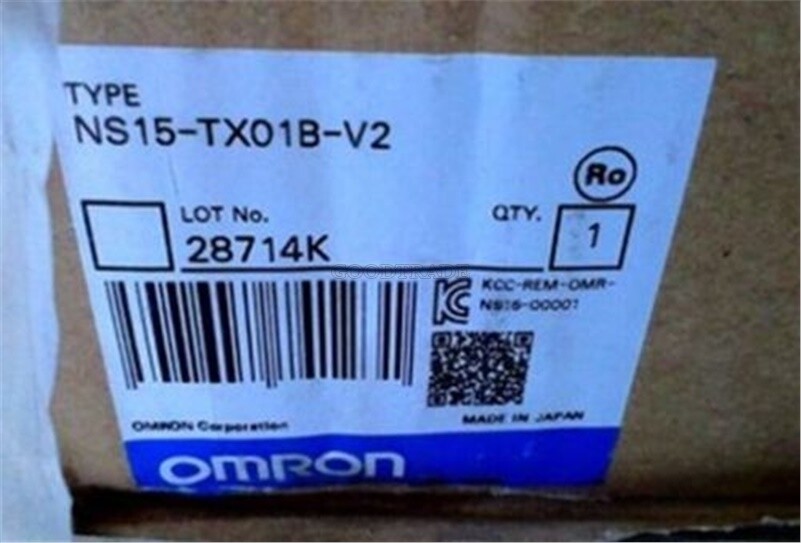 TYPE
NS15-TX01B-V2
Ro
LOT No.
28714K
QTY.
1
GOODTRADE
KCC-REM-OMR-
NS15-00001
OMRON Corporation
MADE IN JAPAN
OMRON